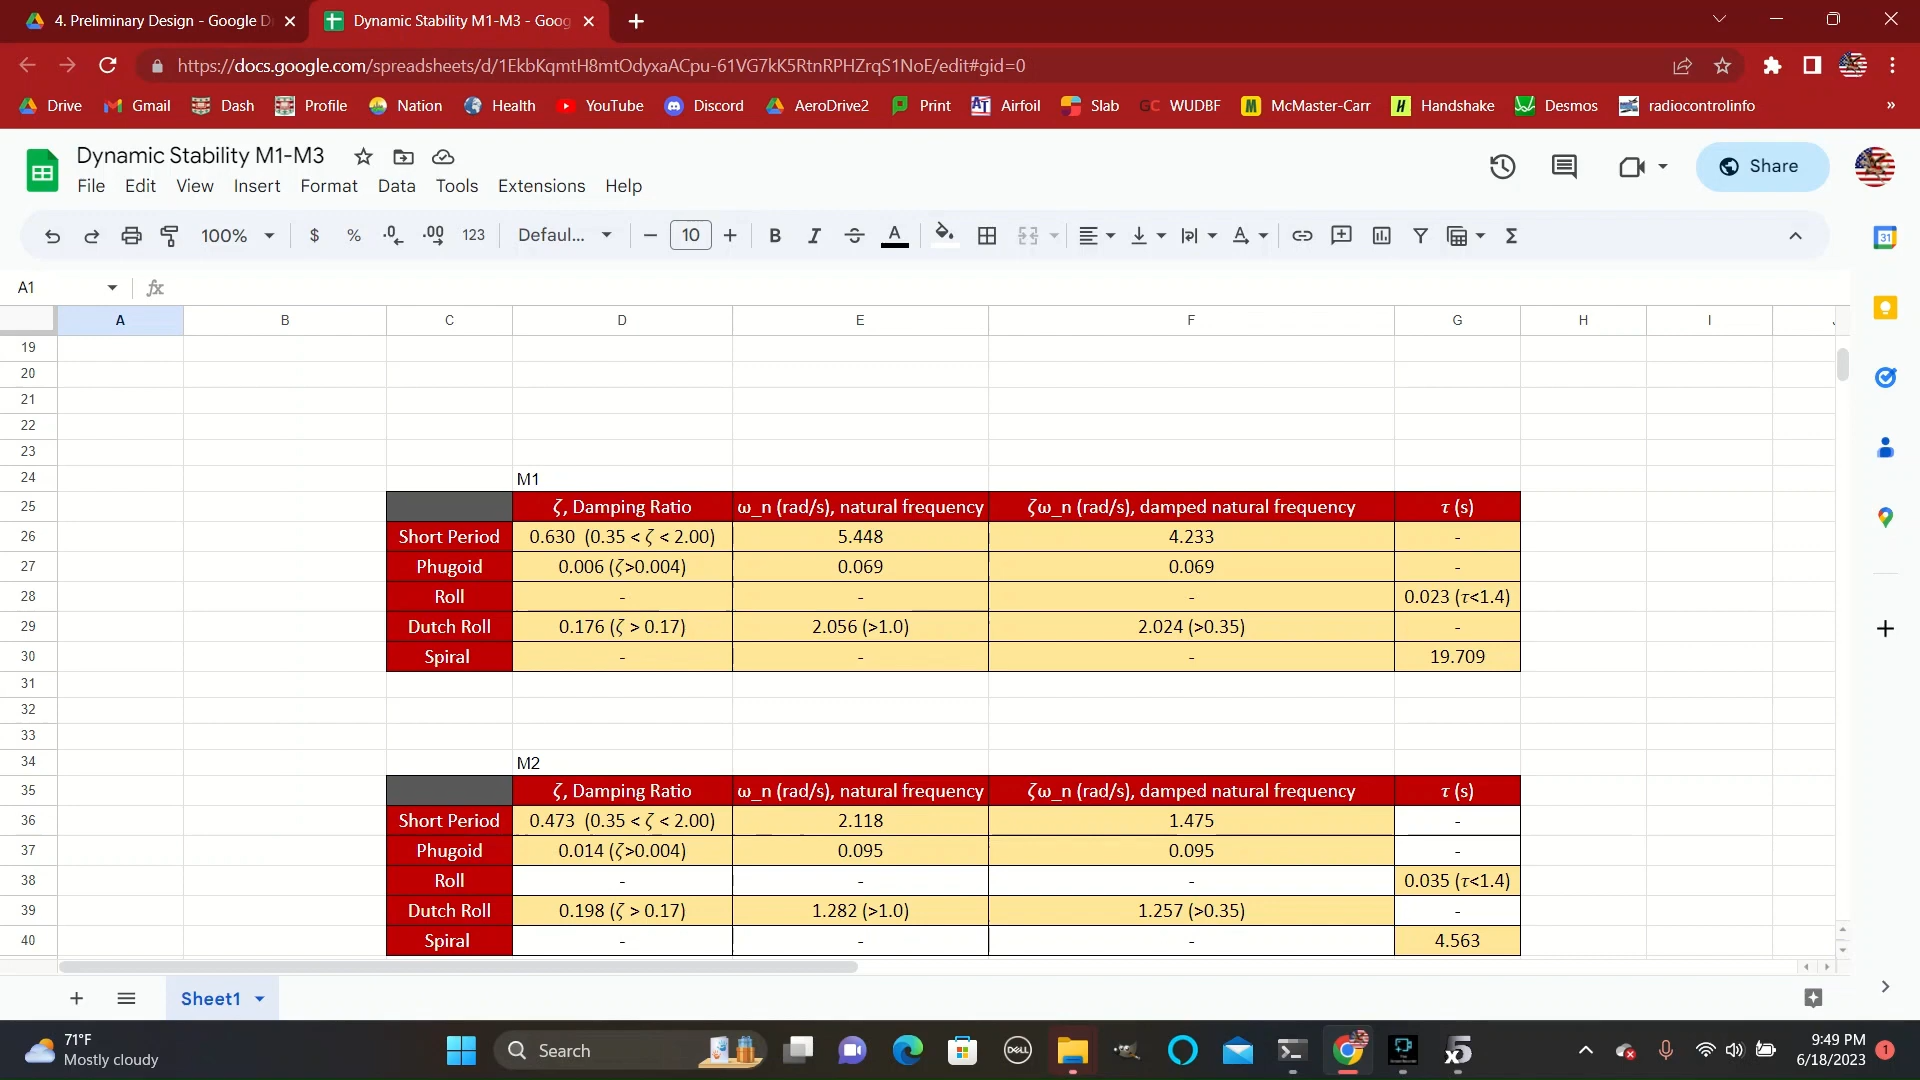 4. Preliminary Design - Google D
Dynamic Stability M1-M3 - Goog
https://docs.google.com/spreadsheets/d/1EkbKqmtH8mtOdyxaACpu-61VG7kK5RtnRPHZrqS1NoE/edit#gid=0
Drive Gmail Dash Profile Nation Health YouTube Discord AeroDrive2 Print Airfoil Slab GC WUDBF McMaster-Carr Handshake Desmos radiocontrolinfo »
Dynamic Stability M1-M3
File Edit View Insert Format Data Tools Extensions Help
Share
100% $ % .0 .00 123 Defaul... 10 B I A Σ
A1 fx
A B C D E F G H I
19
20
21
22
23
24 M1
25 ζ, Damping Ratio ω_n (rad/s), natural frequency ζω_n (rad/s), damped natural frequency τ (s)
26 Short Period 0.630 (0.35 < ζ < 2.00) 5.448 4.233 -
27 Phugoid 0.006 (ζ>0.004) 0.069 0.069 -
28 Roll - - - 0.023 (τ<1.4)
29 Dutch Roll 0.176 (ζ > 0.17) 2.056 (>1.0) 2.024 (>0.35) -
30 Spiral - - - 19.709
31
32
33
34 M2
35 ζ, Damping Ratio ω_n (rad/s), natural frequency ζω_n (rad/s), damped natural frequency τ (s)
36 Short Period 0.473 (0.35 < ζ < 2.00) 2.118 1.475 -
37 Phugoid 0.014 (ζ>0.004) 0.095 0.095 -
38 Roll - - - 0.035 (τ<1.4)
39 Dutch Roll 0.198 (ζ > 0.17) 1.282 (>1.0) 1.257 (>0.35) -
40 Spiral - - - 4.563
Sheet1
71°F
Mostly cloudy
Search
DELL
x5
9:49 PM
6/18/2023
1
31